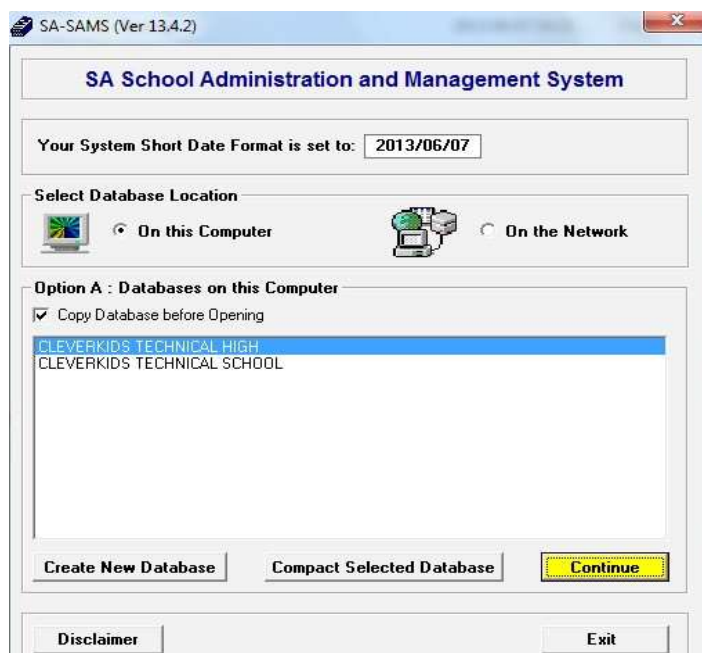 SA-SAMS (Ver 13.4.2)
SA School Administration and Management System
Your System Short Date Format is set to: 2013/06/07
Select Database Location
On this Computer On the Network
Option A : Databases on this Computer
Copy Database before Opening
CLEVERKIDS TECHNICAL HIGH
CLEVERKIDS TECHNICAL SCHOOL
Create New Database Compact Selected Database Continue
Disclaimer Exit